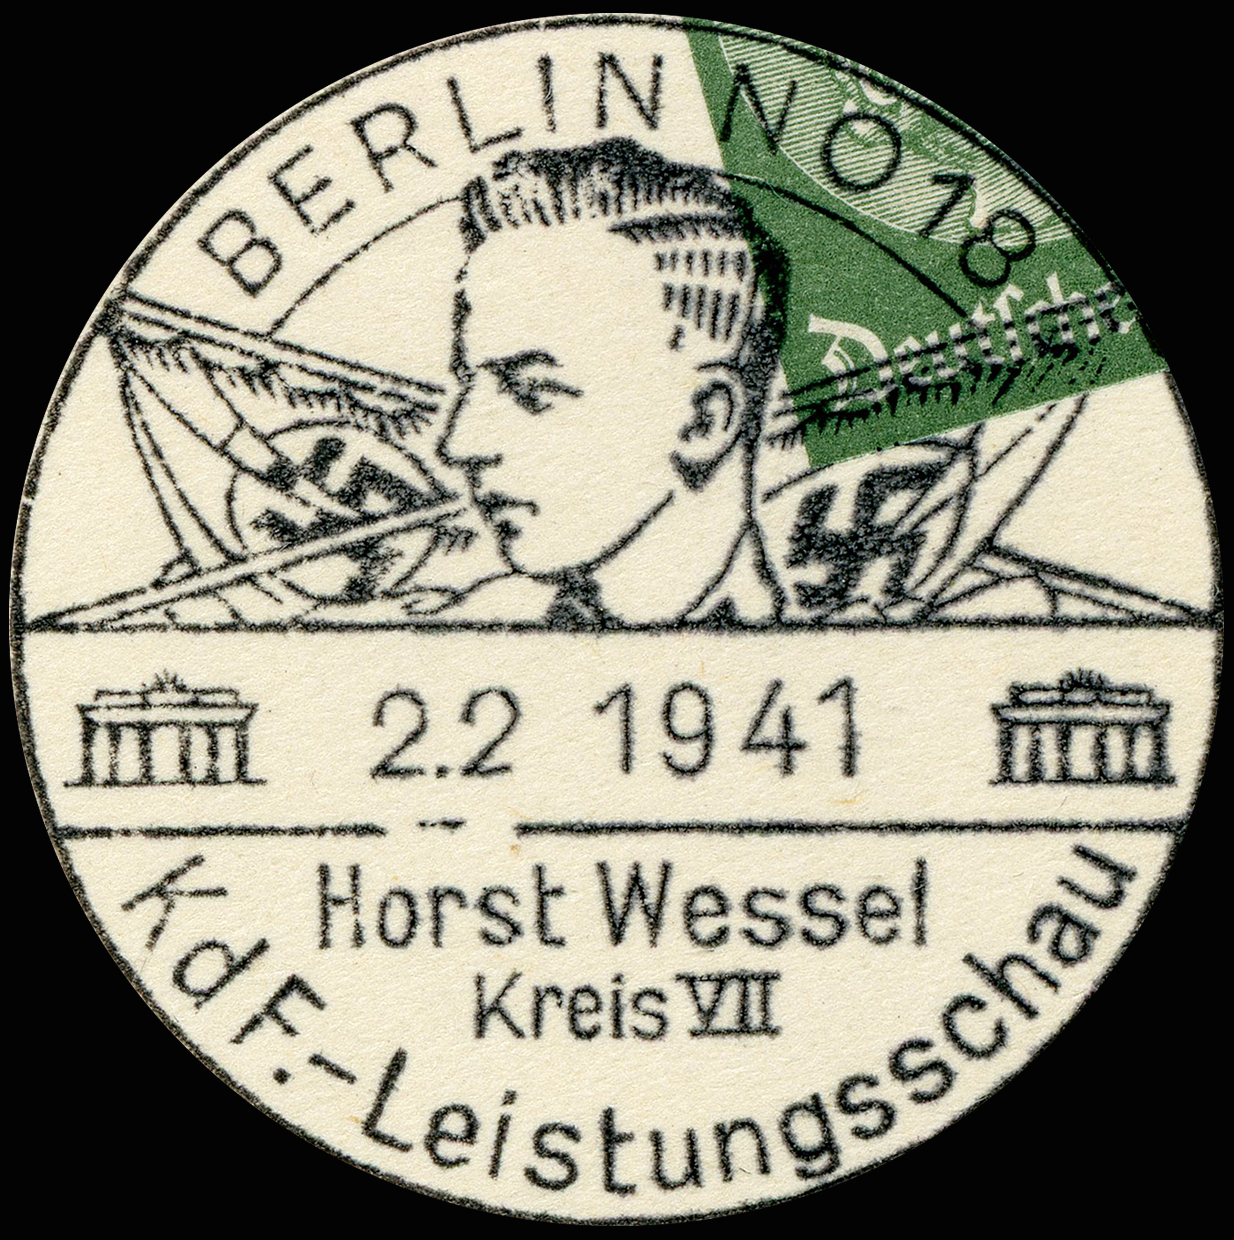 BERLIN NO 18
Deutsche
2.2 1941
Horst Wessel
Kreis VII
KdF.-Leistungsschau